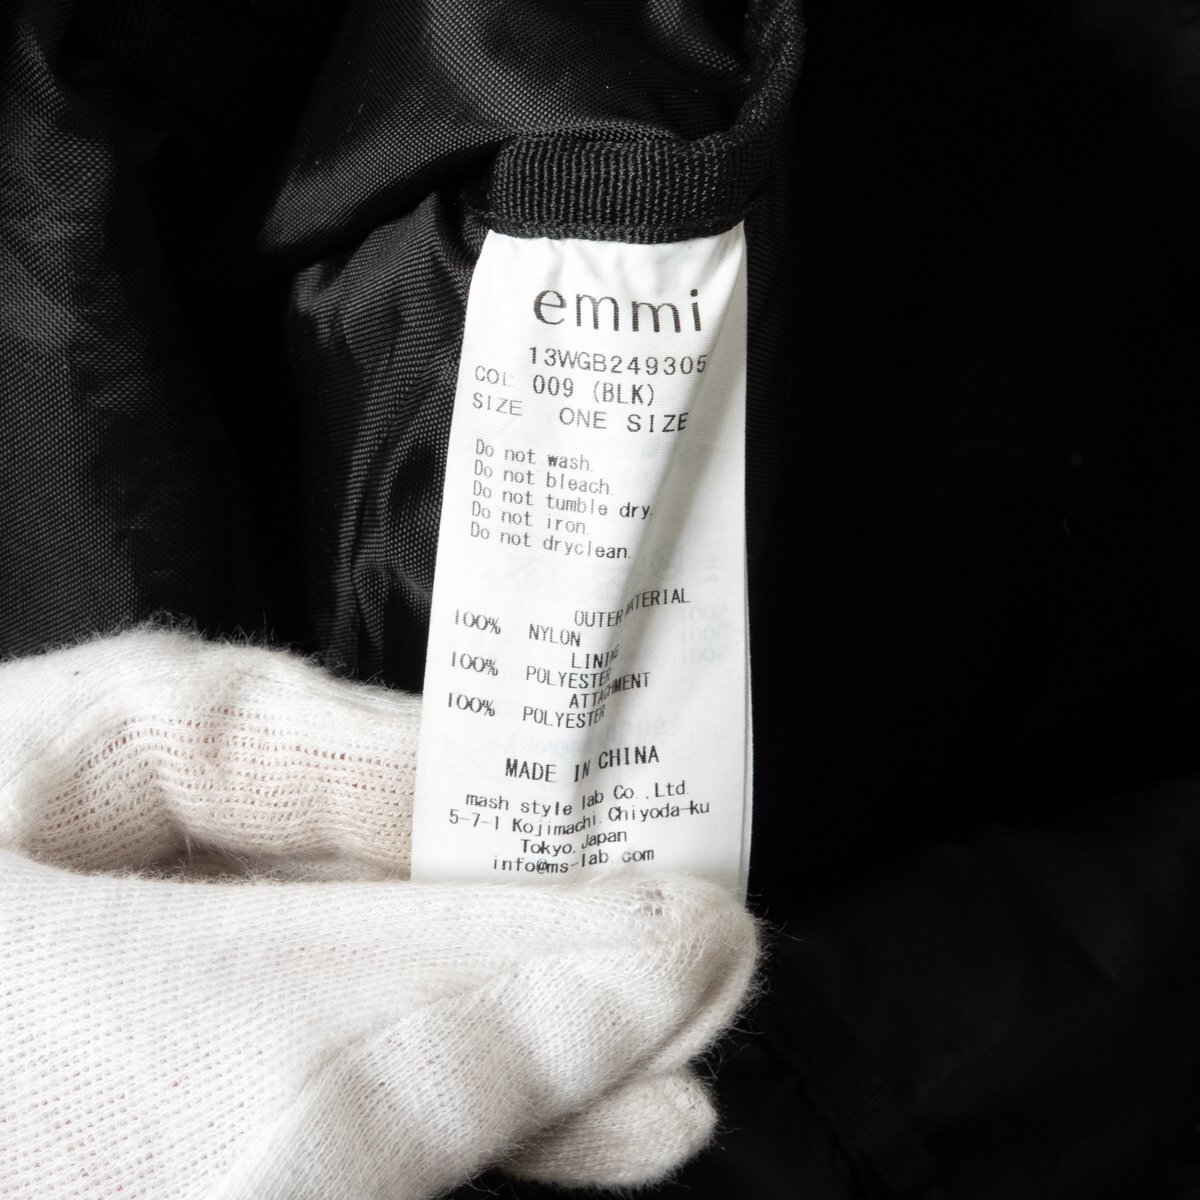 emmi
13WGB249305
COL 009 (BLK)
SIZE ONE SIZE
Do not wash.
Do not bleach.
Do not tumble dry.
Do not iron.
Do not dryclean.
OUTER MATERIAL
100% NYLON
LINING
100% POLYESTER
ATTACHMENT
100% POLYESTER
MADE IN CHINA
mash style lab Co.,Ltd.
5-7-1 Kojimachi. Chiyoda-ku
Tokyo. Japan
info@ms-lab.com